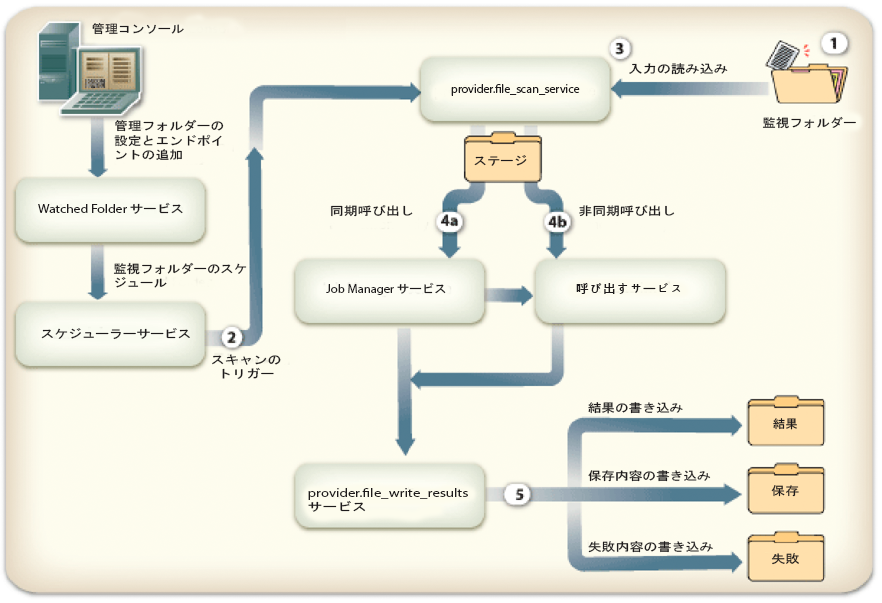 管理コンソール
管理フォルダーの
設定とエンドポイ
ントの追加
Watched Folder サービス
監視フォルダーのスケ
ジュール
スケジューラーサービス
2
スキャンの
トリガー
provider.file_scan_service
3
入力の読み込み
1
監視フォルダー
ステージ
同期呼び出し
4a
4b
非同期呼び出し
Job Manager サービス
呼び出すサービス
provider.file_write_results
サービス
5
結果の書き込み
結果
保存内容の書き込み
保存
失敗内容の書き込み
失敗